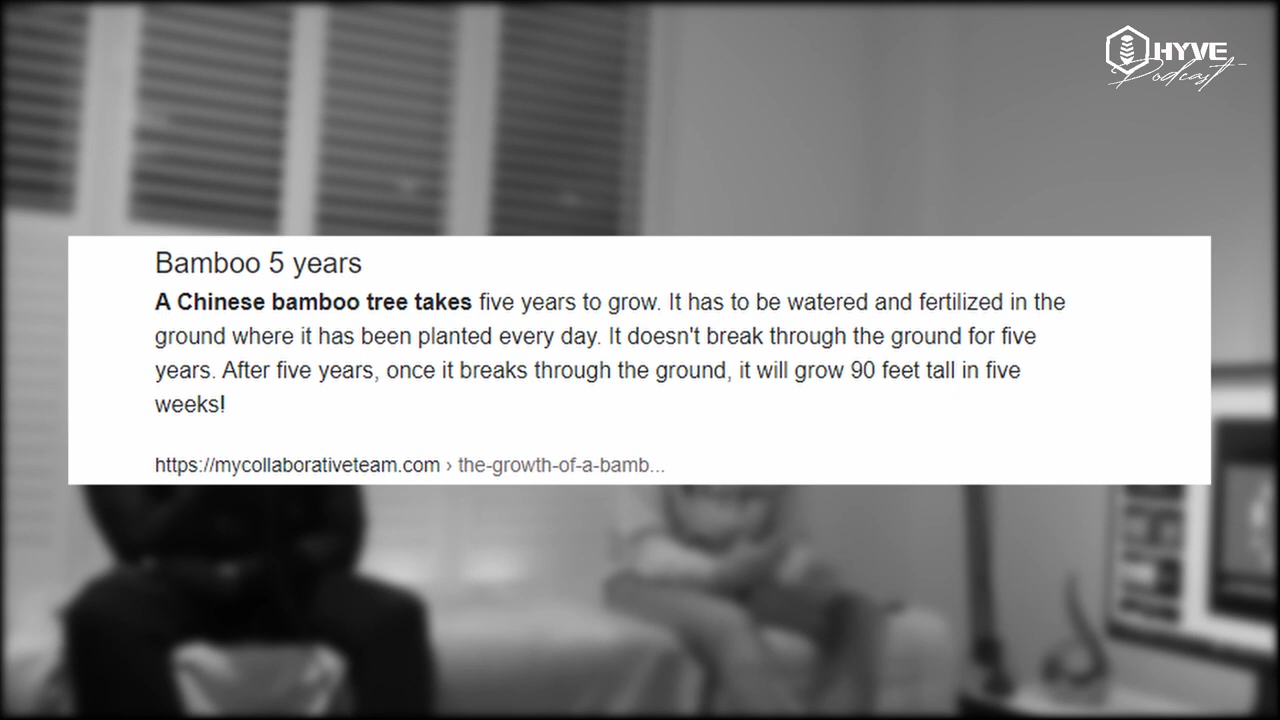 HYVE
Podcast
Bamboo 5 years
A Chinese bamboo tree takes five years to grow. It has to be watered and fertilized in the
ground where it has been planted every day. It doesn't break through the ground for five
years. After five years, once it breaks through the ground, it will grow 90 feet tall in five
weeks!
https://mycollaborativeteam.com › the-growth-of-a-bamb...